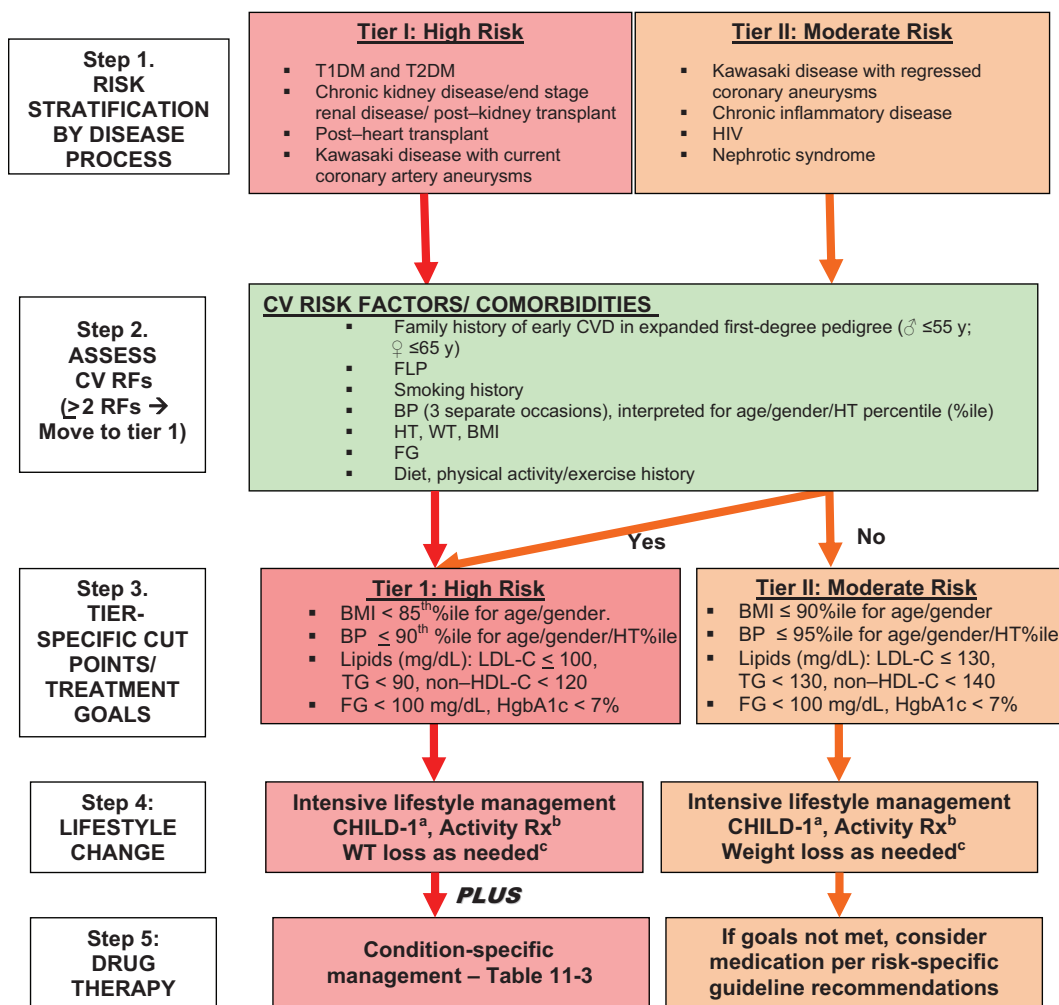 Step 1.
RISK
STRATIFICATION
BY DISEASE
PROCESS
Tier I: High Risk
▪ T1DM and T2DM
▪ Chronic kidney disease/end stage
renal disease/ post–kidney transplant
▪ Post–heart transplant
▪ Kawasaki disease with current
coronary artery aneurysms
Tier II: Moderate Risk
▪ Kawasaki disease with regressed
coronary aneurysms
▪ Chronic inflammatory disease
▪ HIV
▪ Nephrotic syndrome
Step 2.
ASSESS
CV RFs
(≥2 RFs →
Move to tier 1)
CV RISK FACTORS/ COMORBIDITIES
▪ Family history of early CVD in expanded first-degree pedigree (♂ ≤55 y;
♀ ≤65 y)
▪ FLP
▪ Smoking history
▪ BP (3 separate occasions), interpreted for age/gender/HT percentile (%ile)
▪ HT, WT, BMI
▪ FG
▪ Diet, physical activity/exercise history
Yes
No
Step 3.
TIER-
SPECIFIC CUT
POINTS/
TREATMENT
GOALS
Tier 1: High Risk
▪ BMI < 85th%ile for age/gender.
▪ BP ≤ 90th %ile for age/gender/HT%ile
▪ Lipids (mg/dL): LDL-C ≤ 100,
TG < 90, non–HDL-C < 120
▪ FG < 100 mg/dL, HgbA1c < 7%
Tier II: Moderate Risk
▪ BMI ≤ 90%ile for age/gender
▪ BP ≤ 95%ile for age/gender/HT%ile
▪ Lipids (mg/dL): LDL-C ≤ 130,
TG < 130, non–HDL-C < 140
▪ FG < 100 mg/dL, HgbA1c < 7%
Step 4:
LIFESTYLE
CHANGE
Intensive lifestyle management
CHILD-1a, Activity Rxb
WT loss as neededc
Intensive lifestyle management
CHILD-1a, Activity Rxb
Weight loss as neededc
PLUS
Step 5:
DRUG
THERAPY
Condition-specific
management – Table 11-3
If goals not met, consider
medication per risk-specific
guideline recommendations